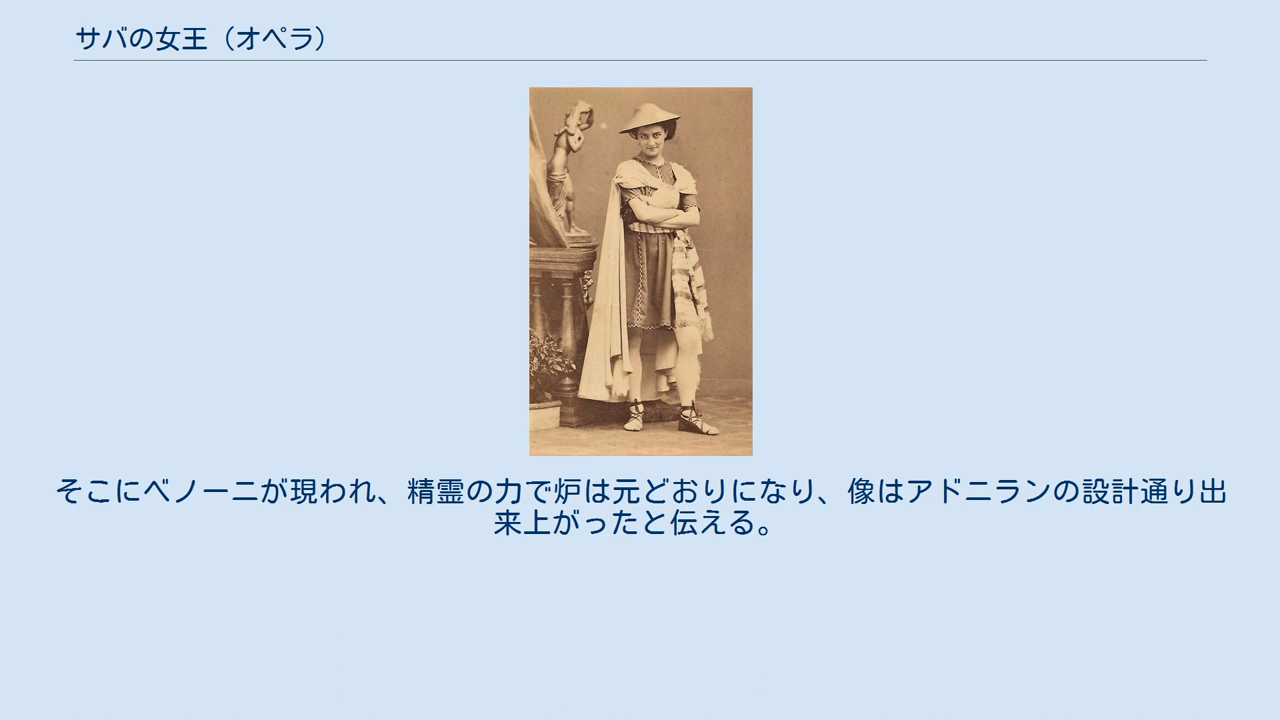 サバの女王（オペラ）
そこにベノーニが現われ、精霊の力で炉は元どおりになり、像はアドニランの設計通り出
来上がったと伝える。